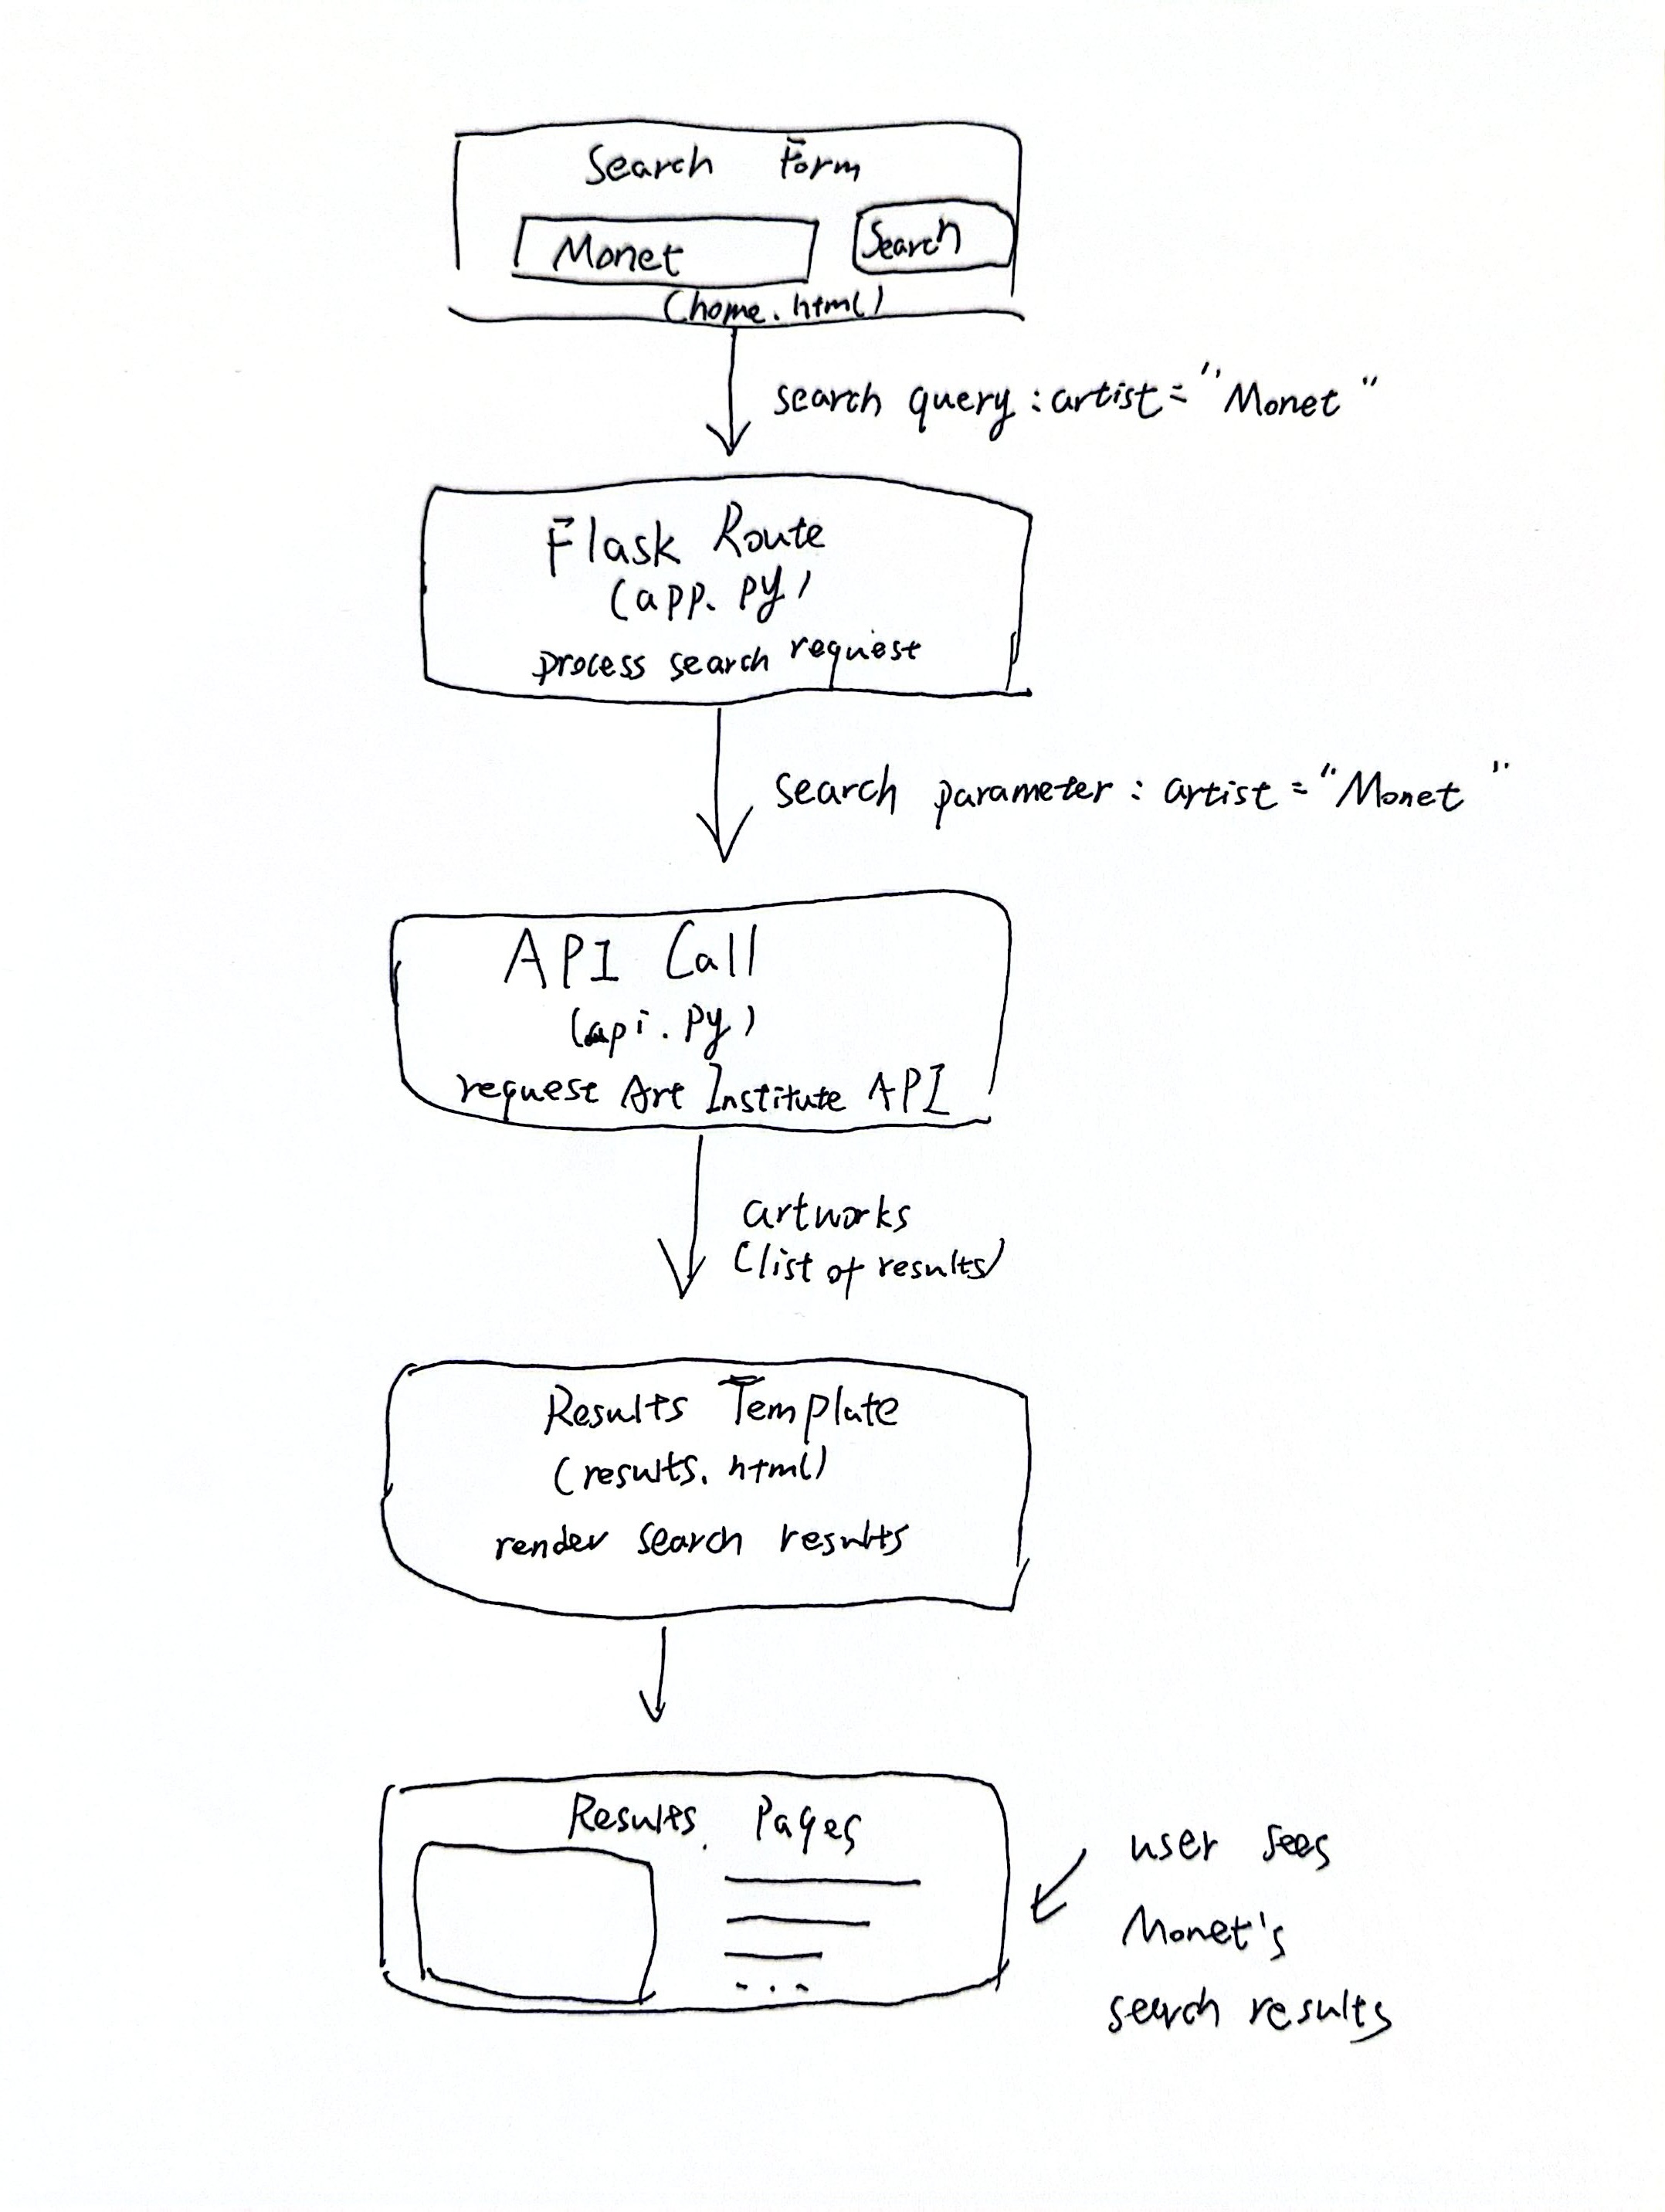 Search Form
Monet
Search
(home.html)
search query : artist = "Monet"
Flask Route
(app.py)
process search request
search parameter : artist = "Monet"
API Call
(api.py)
request Art Institute API
artworks
(list of results)
Results Template
(results.html)
render search results
Results Pages
...
user sees
Monet's
search results